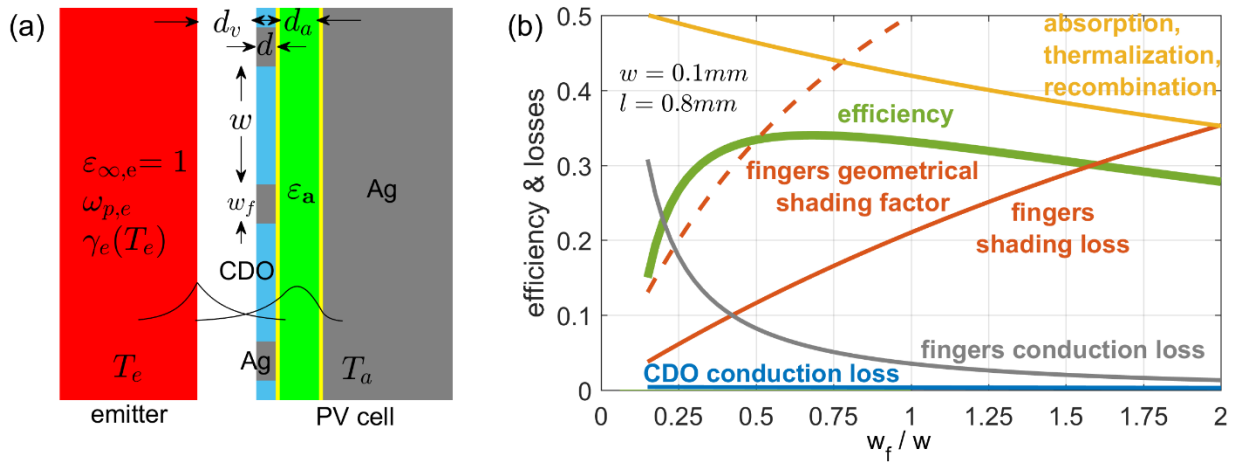 (a)
d_v
d_a
d
w
ε_∞,e = 1
ω_p,e
γ_e(T_e)
w_f
ε_a
Ag
CDO
Ag
T_e
T_a
emitter
PV cell
(b)
efficiency & losses
0.5
0.4
0.3
0.2
0.1
0
w = 0.1mm
l = 0.8mm
absorption,
thermalization,
recombination
efficiency
fingers geometrical
shading factor
fingers
shading loss
fingers conduction loss
CDO conduction loss
0 0.25 0.5 0.75 1 1.25 1.5 1.75 2
w_f / w